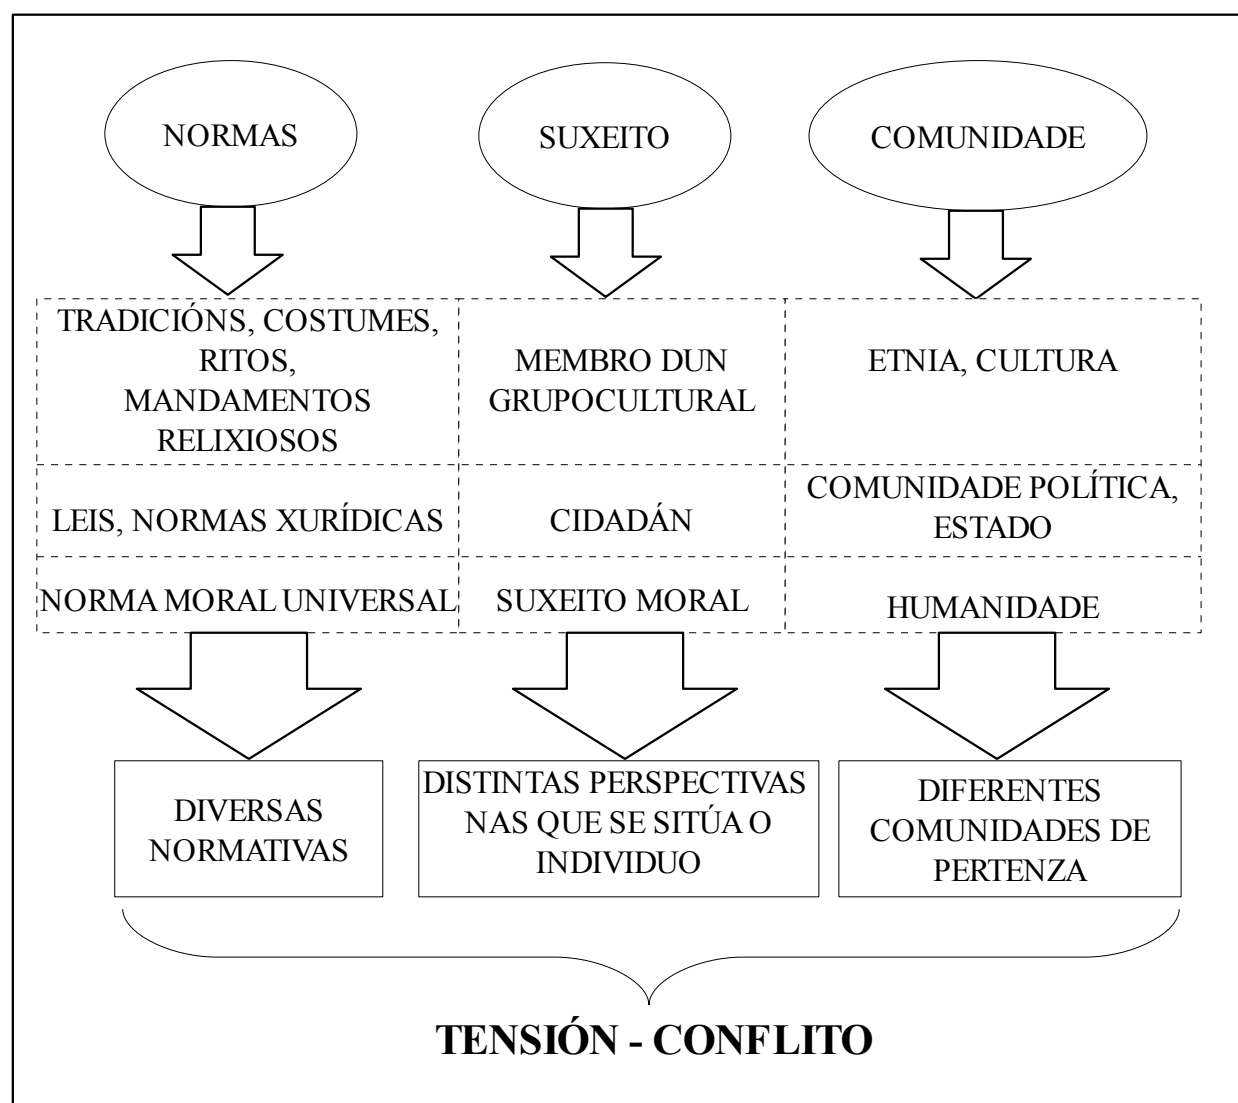 NORMAS
SUXEITO
COMUNIDADE
TRADICIÓNS, COSTUMES,
RITOS,
MANDAMENTOS
RELIXIOSOS
MEMBRO DUN
GRUPOCULTURAL
ETNIA, CULTURA
LEIS, NORMAS XURÍDICAS
CIDADÁN
COMUNIDADE POLÍTICA,
ESTADO
NORMA MORAL UNIVERSAL
SUXEITO MORAL
HUMANIDADE
DIVERSAS
NORMATIVAS
DISTINTAS PERSPECTIVAS
NAS QUE SE SITÚA O
INDIVIDUO
DIFERENTES
COMUNIDADES DE
PERTENZA
TENSIÓN - CONFLITO